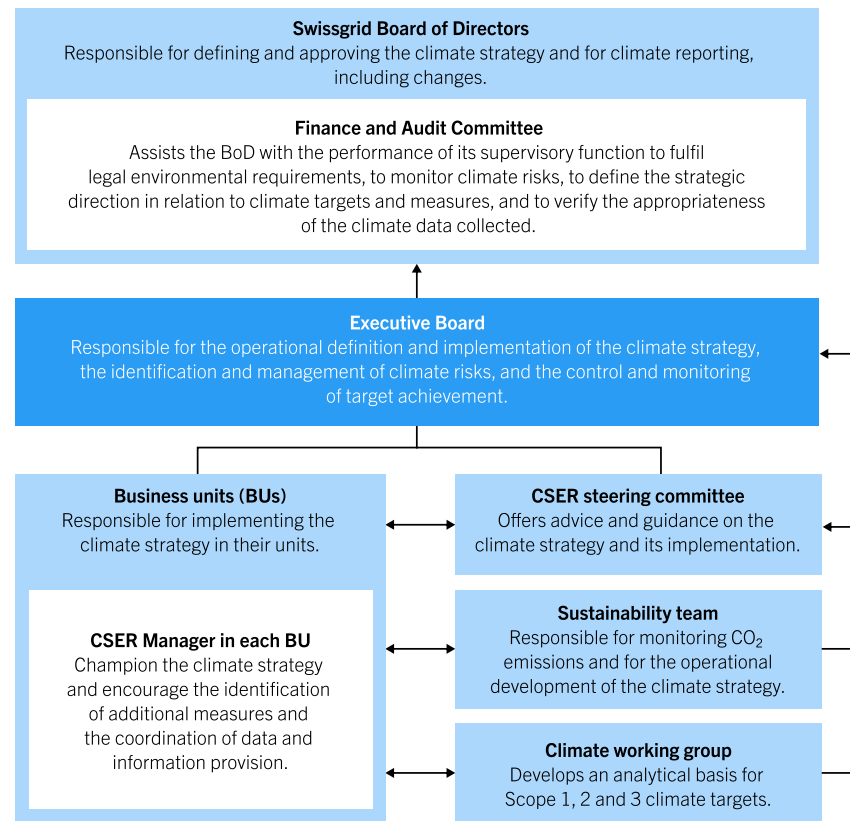 Swissgrid Board of Directors
Responsible for defining and approving the climate strategy and for climate reporting,
including changes.
Finance and Audit Committee
Assists the BoD with the performance of its supervisory function to fulfil
legal environmental requirements, to monitor climate risks, to define the strategic
direction in relation to climate targets and measures, and to verify the appropriateness
of the climate data collected.
Executive Board
Responsible for the operational definition and implementation of the climate strategy,
the identification and management of climate risks, and the control and monitoring
of target achievement.
Business units (BUs)
Responsible for implementing the
climate strategy in their units.
CSER Manager in each BU
Champion the climate strategy
and encourage the identification
of additional measures and
the coordination of data and
information provision.
CSER steering committee
Offers advice and guidance on the
climate strategy and its implementation.
Sustainability team
Responsible for monitoring CO₂
emissions and for the operational
development of the climate strategy.
Climate working group
Develops an analytical basis for
Scope 1, 2 and 3 climate targets.